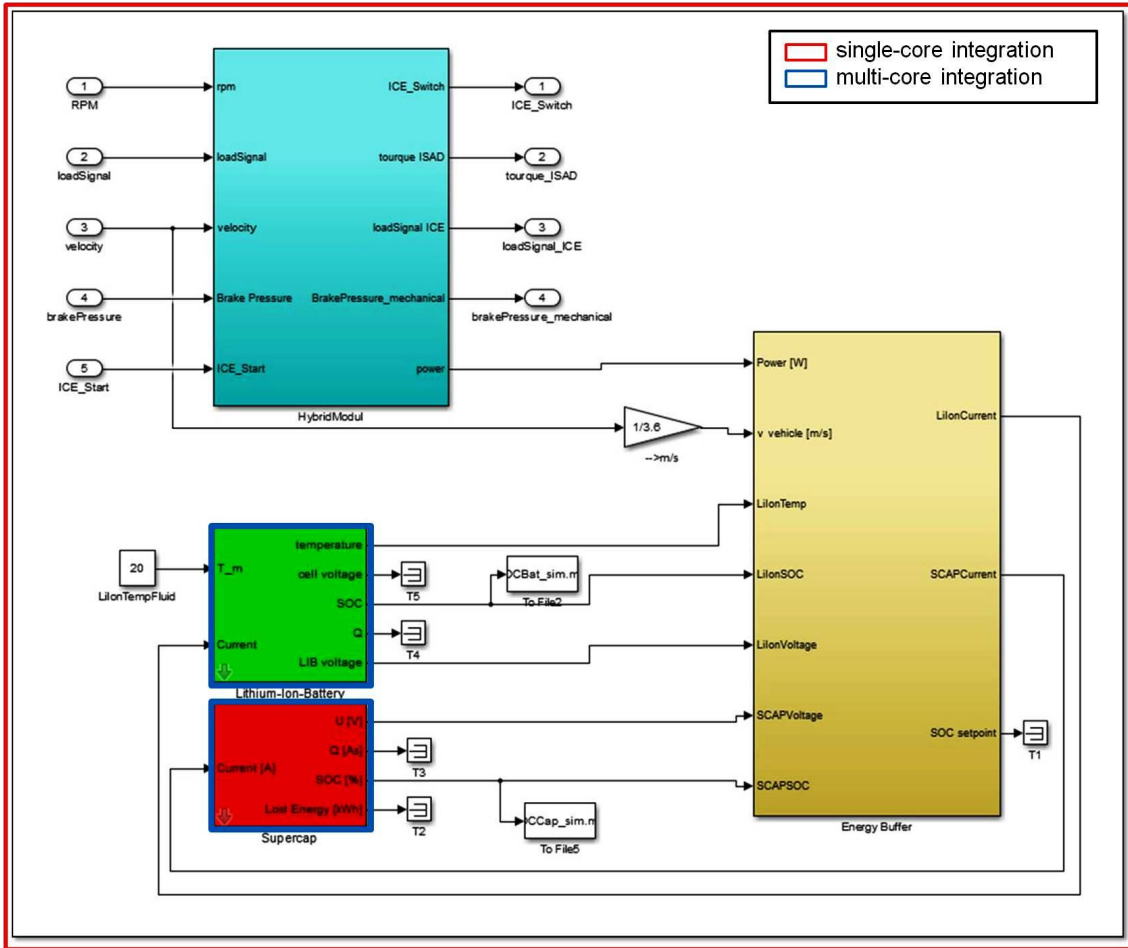 single-core integration
multi-core integration
1
RPM
2
loadSignal
3
velocity
4
brakePressure
5
ICE_Start
rpm
loadSignal
velocity
Brake Pressure
ICE_Start
ICE_Switch
tourque ISAD
loadSignal ICE
BrakePressure_mechanical
power
HybridModul
1
ICE_Switch
2
tourque_ISAD
3
loadSignal_ICE
4
brakePressure_mechanical
1/3.6
-->m/s
Power [W]
v vehicle [m/s]
LiIonTemp
LiIonSOC
LiIonVoltage
SCAPVoltage
SCAPSOC
LiIonCurrent
SCAPCurrent
SOC setpoint
Energy Buffer
T1
20
LiIonTempFluid
T_m
Current
temperature
cell voltage
SOC
Q
LIB voltage
Lithium-Ion-Battery
T5
T4
OCBat_sim.m
To File2
Current [A]
U [V]
Q [As]
SOC [%]
Lost Energy [kWh]
Supercap
T3
T2
OCCap_sim.m
To File5